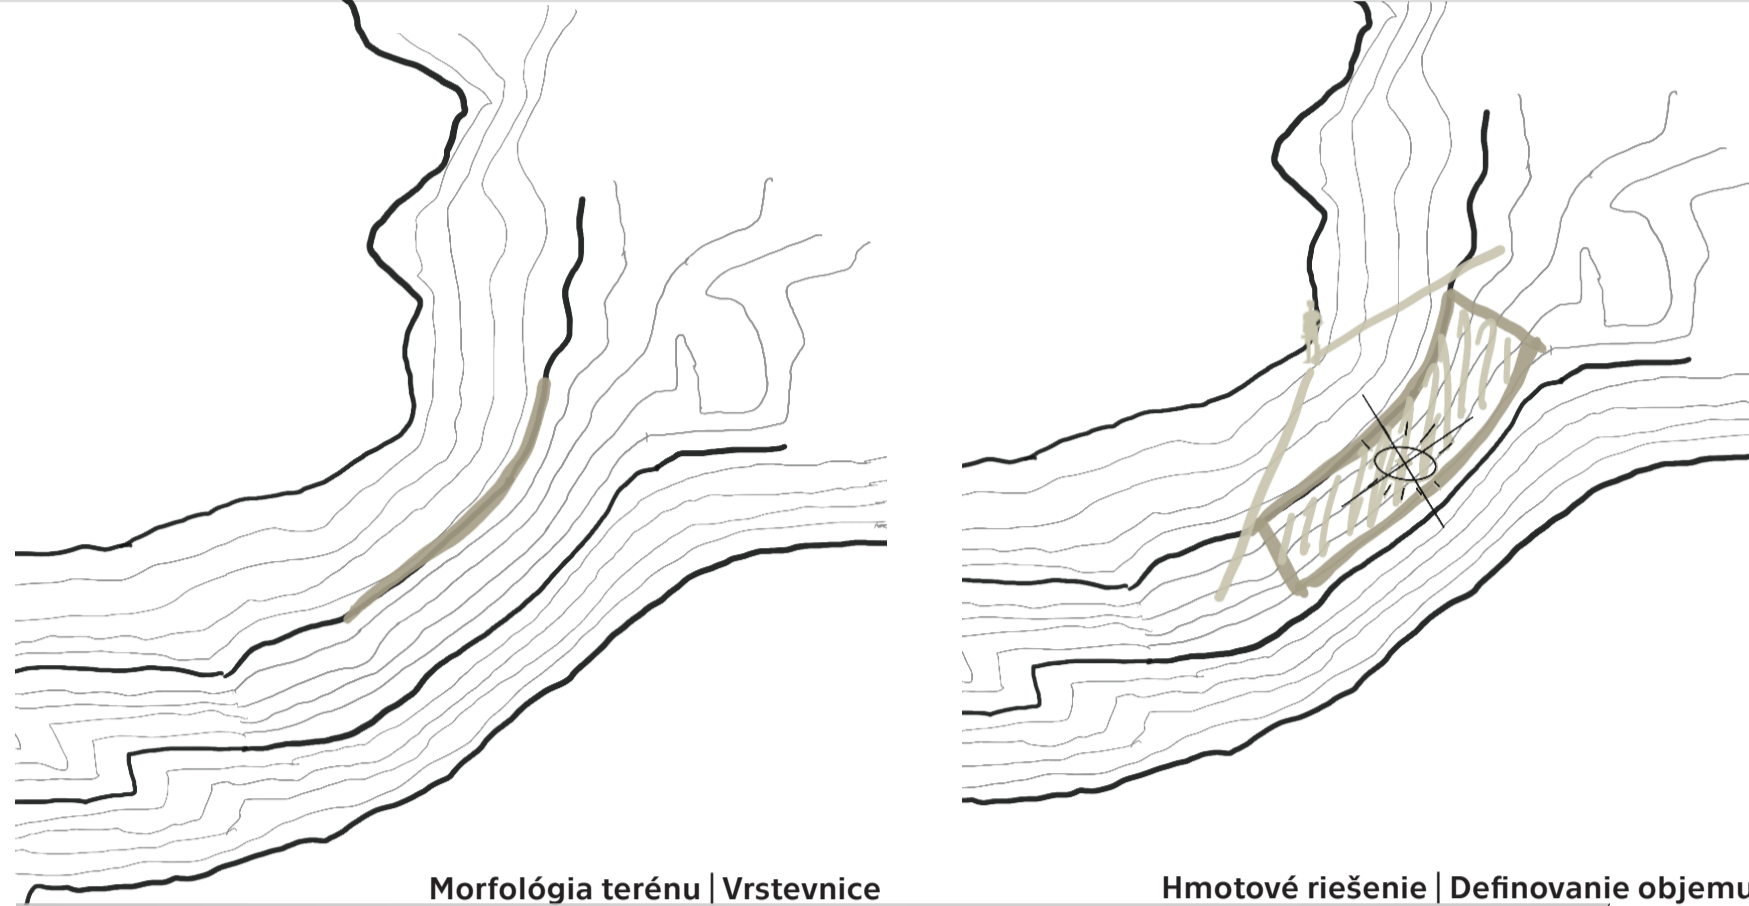 Morfológia terénu | Vrstevnice
Hmotové riešenie | Definovanie objemu